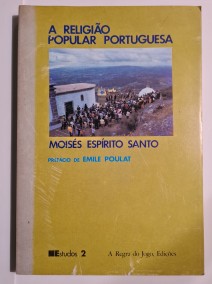 A RELIGIÃO
POPULAR PORTUGUESA
MOISÉS ESPÍRITO SANTO
PREFÁCIO DE EMILE POULAT
Estudos 2
A Regra do Jogo, Edições